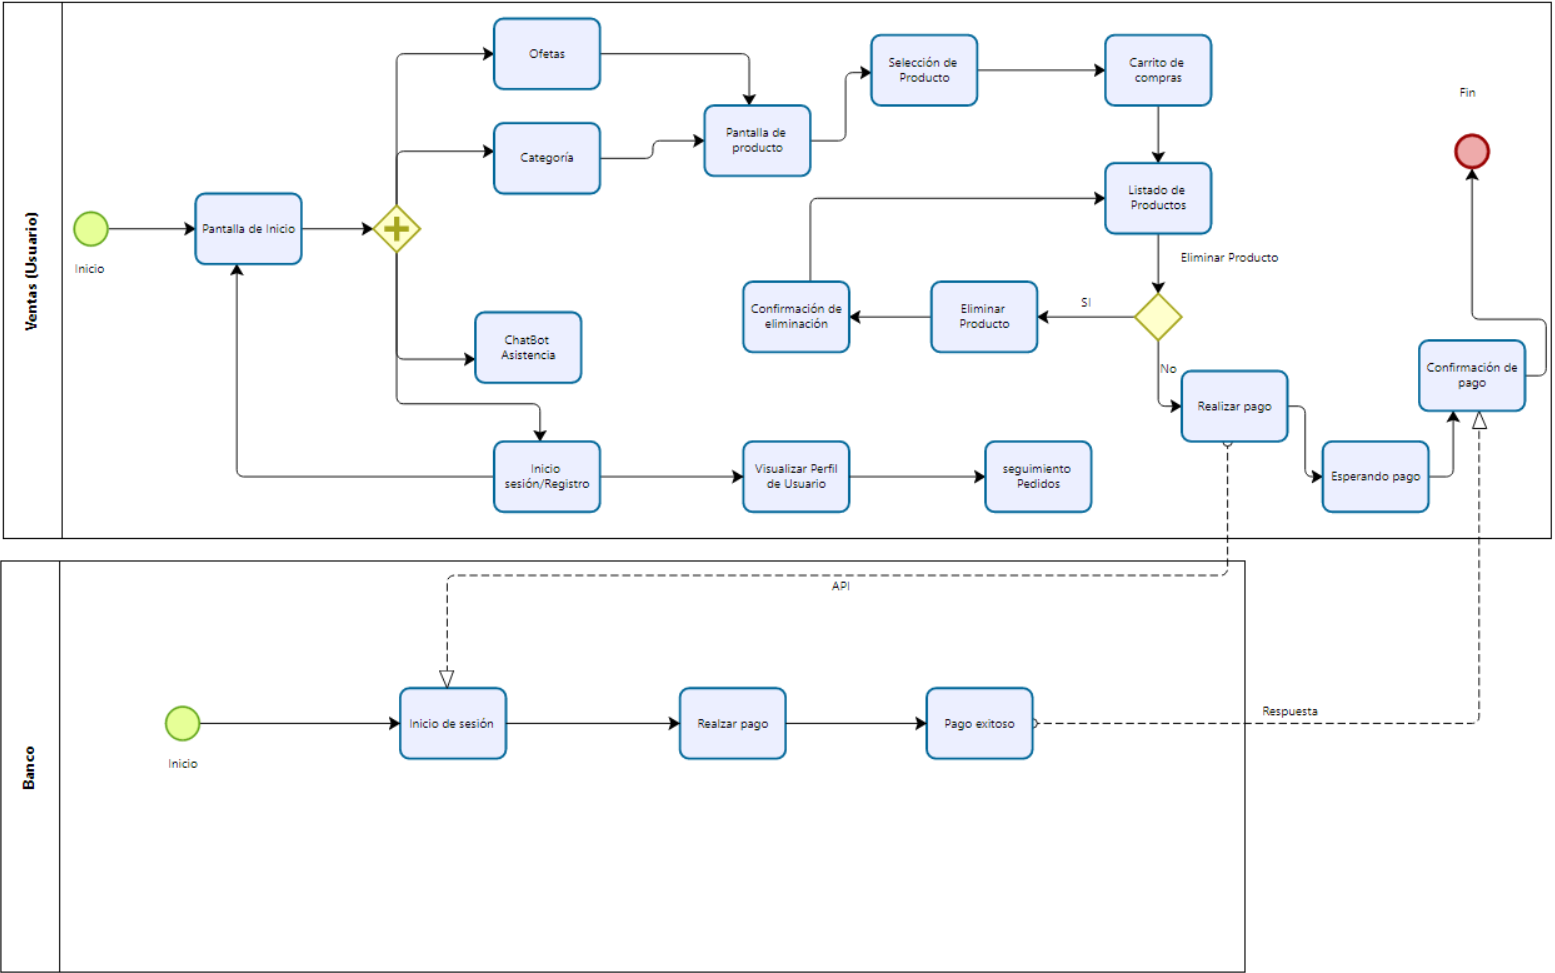 Ventas (Usuario)
Inicio
Pantalla de Inicio
Ofetas
Categoría
ChatBot
Asistencia
Inicio
sesión/Registro
Pantalla de
producto
Selección de
Producto
Carrito de
compras
Listado de
Productos
Eliminar Producto
SI
Eliminar
Producto
Confirmación de
eliminación
No
Realizar pago
Visualizar Perfil
de Usuario
seguimiento
Pedidos
Esperando pago
Confirmación de
pago
Fin
Banco
API
Inicio
Inicio de sesión
Realzar pago
Pago exitoso
Respuesta